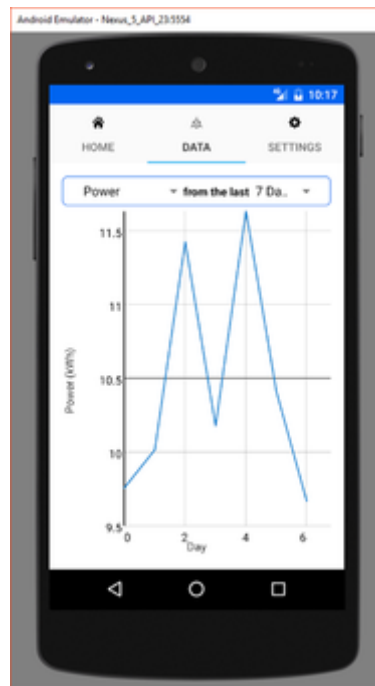 Android Emulator - Nexus_5_API_23:5554
10:17
HOME DATA SETTINGS
Power from the last 7 Da..
11.5
11
10.5
10
9.5
Power (kWh)
0 2 4 6
Day